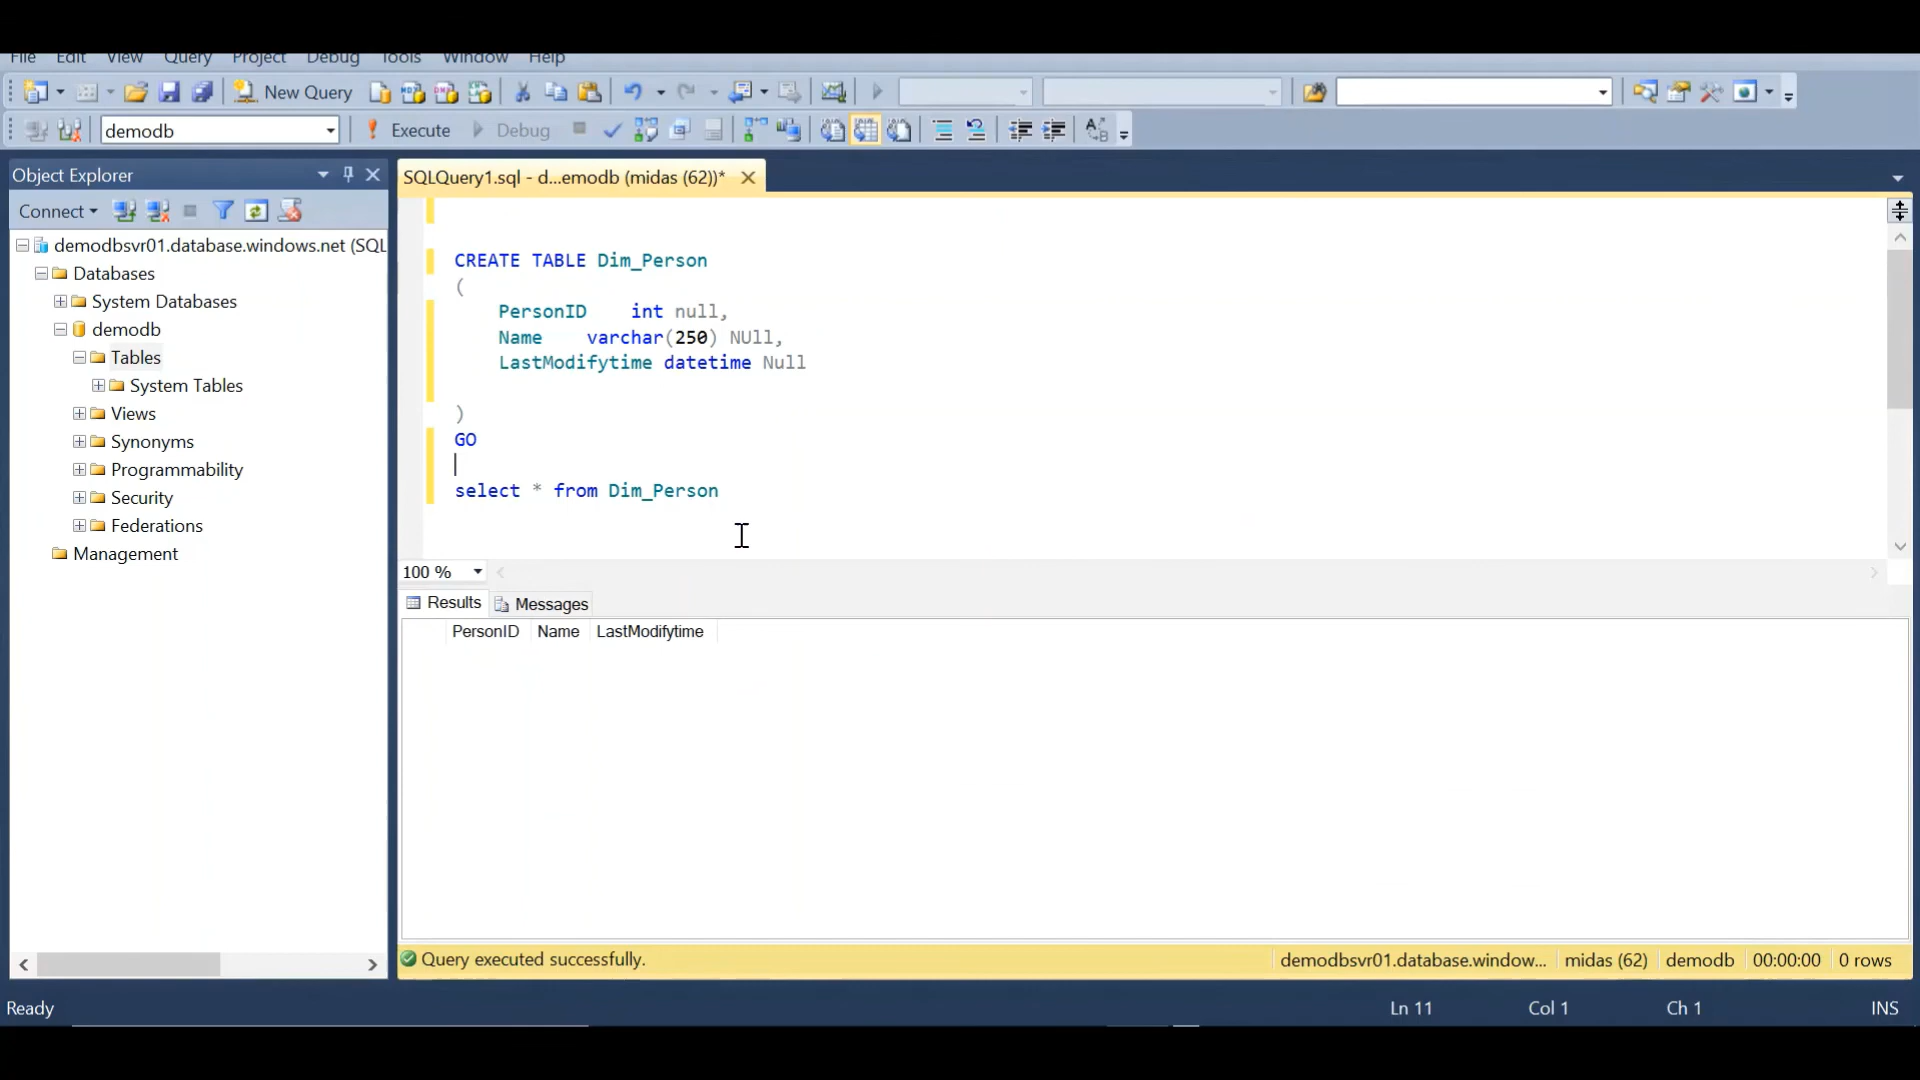 File Edit View Query Project Debug Tools Window Help
New Query
demodb Execute Debug
Object Explorer
Connect
demodbsvr01.database.windows.net (SQL
Databases
System Databases
demodb
Tables
System Tables
Views
Synonyms
Programmability
Security
Federations
Management
SQLQuery1.sql - d...emodb (midas (62))*
CREATE TABLE Dim_Person
(
PersonID int null,
Name varchar(250) NUll,
LastModifytime datetime Null
)
GO
select * from Dim_Person
100 %
Results Messages
PersonID Name LastModifytime
Query executed successfully. demodbsvr01.database.window... midas (62) demodb 00:00:00 0 rows
Ready Ln 11 Col 1 Ch 1 INS